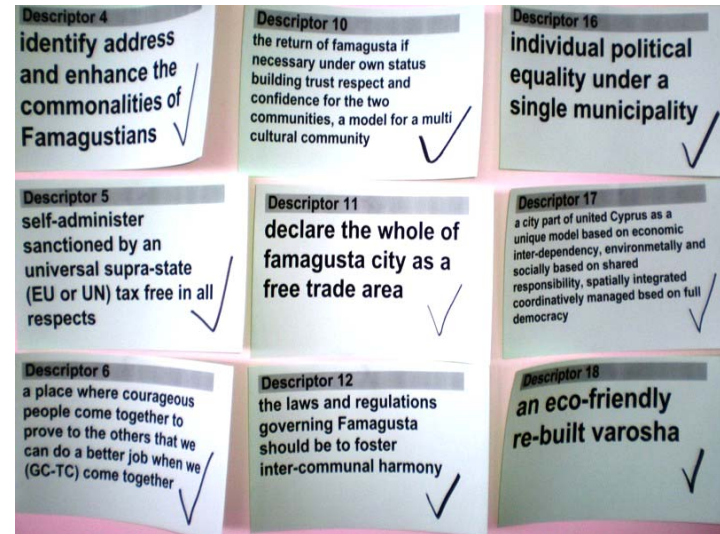 Descriptor 4
identify address
and enhance the
commonalities of
Famagustians
Descriptor 10
the return of famagusta if
necessary under own status
building trust respect and
confidence for the two
communities, a model for a multi
cultural community
Descriptor 16
individual political
equality under a
single municipality
Descriptor 5
self-administer
sanctioned by an
universal supra-state
(EU or UN) tax free in all
respects
Descriptor 11
declare the whole of
famagusta city as a
free trade area
Descriptor 17
a city part of united Cyprus as a
unique model based on economic
inter-dependency, environmetally and
socially based on shared
responsibility, spatially integrated
coordinatively managed bsed on full
democracy
Descriptor 6
a place where courageous
people come together to
prove to the others that we
can do a better job when we
(GC-TC) come together
Descriptor 12
the laws and regulations
governing Famagusta
should be to foster
inter-communal harmony
Descriptor 18
an eco-friendly
re-built varosha